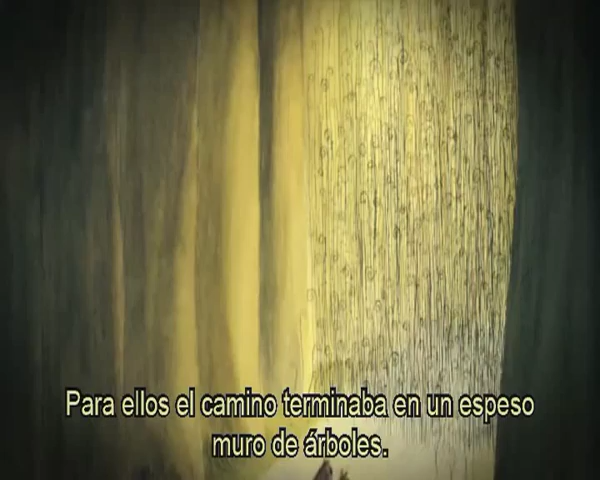 Para ellos el camino terminaba en un espeso
muro de árboles.